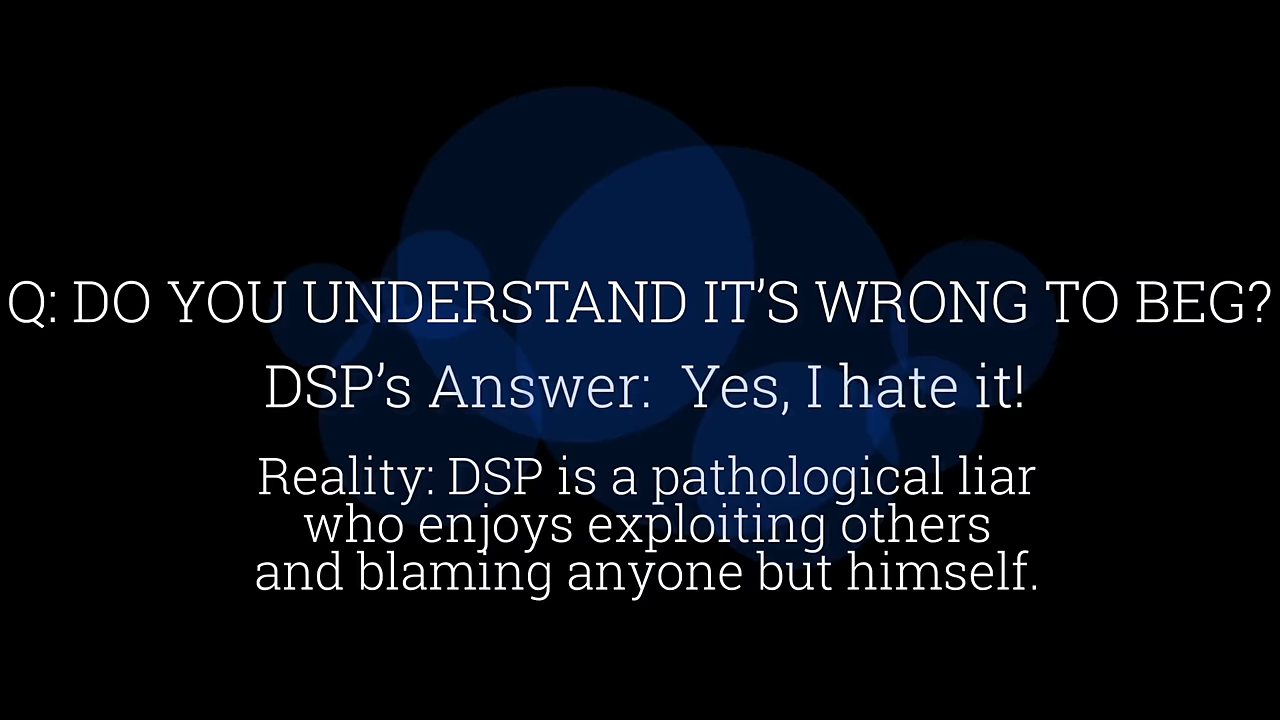 Q: DO YOU UNDERSTAND IT’S WRONG TO BEG?
DSP’s Answer:  Yes, I hate it!
Reality: DSP is a pathological liar
who enjoys exploiting others
and blaming anyone but himself.